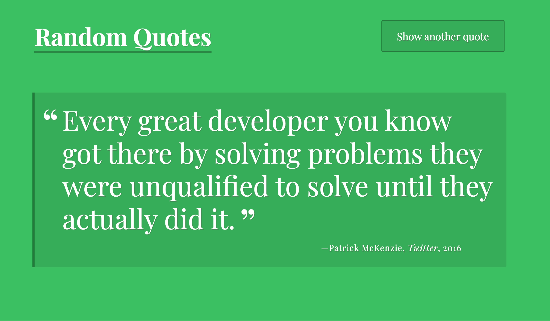 Random Quotes
Show another quote
“ Every great developer you know
got there by solving problems they
were unqualified to solve until they
actually did it. ”
—Patrick McKenzie, Twitter, 2016